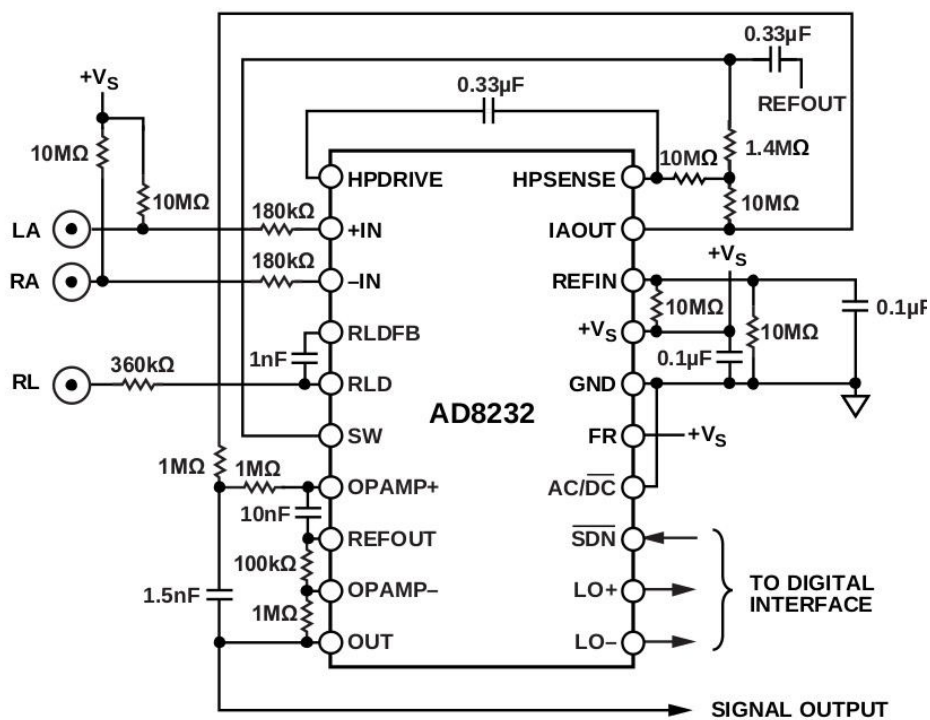 0.33µF
+VS
0.33µF
REFOUT
10MΩ
10MΩ
1.4MΩ
HPDRIVE
HPSENSE
10MΩ
180kΩ
10MΩ
LA
+IN
IAOUT
180kΩ
+VS
RA
–IN
REFIN
10MΩ
0.1µF
RLDFB
+VS
10MΩ
1nF
0.1µF
360kΩ
RL
RLD
GND
AD8232
SW
FR
+VS
1MΩ
1MΩ
OPAMP+
AC/DC
10nF
REFOUT
SDN
100kΩ
1.5nF
OPAMP–
LO+
TO DIGITAL
INTERFACE
1MΩ
OUT
LO–
SIGNAL OUTPUT